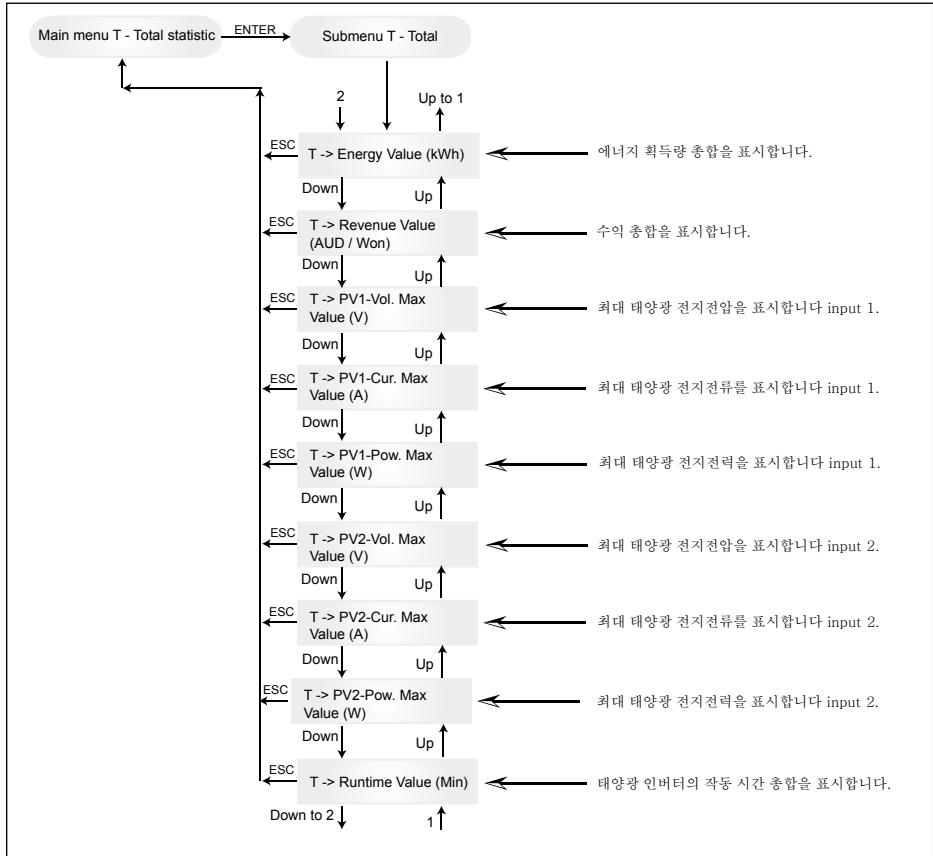 Main menu T - Total statistic
ENTER
Submenu T - Total
2
Up to 1
ESC
T -> Energy Value (kWh)
에너지 획득량 총합을 표시합니다.
Down
Up
ESC
T -> Revenue Value
(AUD / Won)
수익 총합을 표시합니다.
Down
Up
ESC
T -> PV1-Vol. Max
Value (V)
최대 태양광 전지전압을 표시합니다 input 1.
Down
Up
ESC
T -> PV1-Cur. Max
Value (A)
최대 태양광 전지전류를 표시합니다 input 1.
Down
Up
ESC
T -> PV1-Pow. Max
Value (W)
최대 태양광 전지전력을 표시합니다 input 1.
Down
Up
ESC
T -> PV2-Vol. Max
Value (V)
최대 태양광 전지전압을 표시합니다 input 2.
Down
Up
ESC
T -> PV2-Cur. Max
Value (A)
최대 태양광 전지전류를 표시합니다 input 2.
Down
Up
ESC
T -> PV2-Pow. Max
Value (W)
최대 태양광 전지전력을 표시합니다 input 2.
Down
Up
ESC
T -> Runtime Value (Min)
태양광 인버터의 작동 시간 총합을 표시합니다.
Down to 2
1